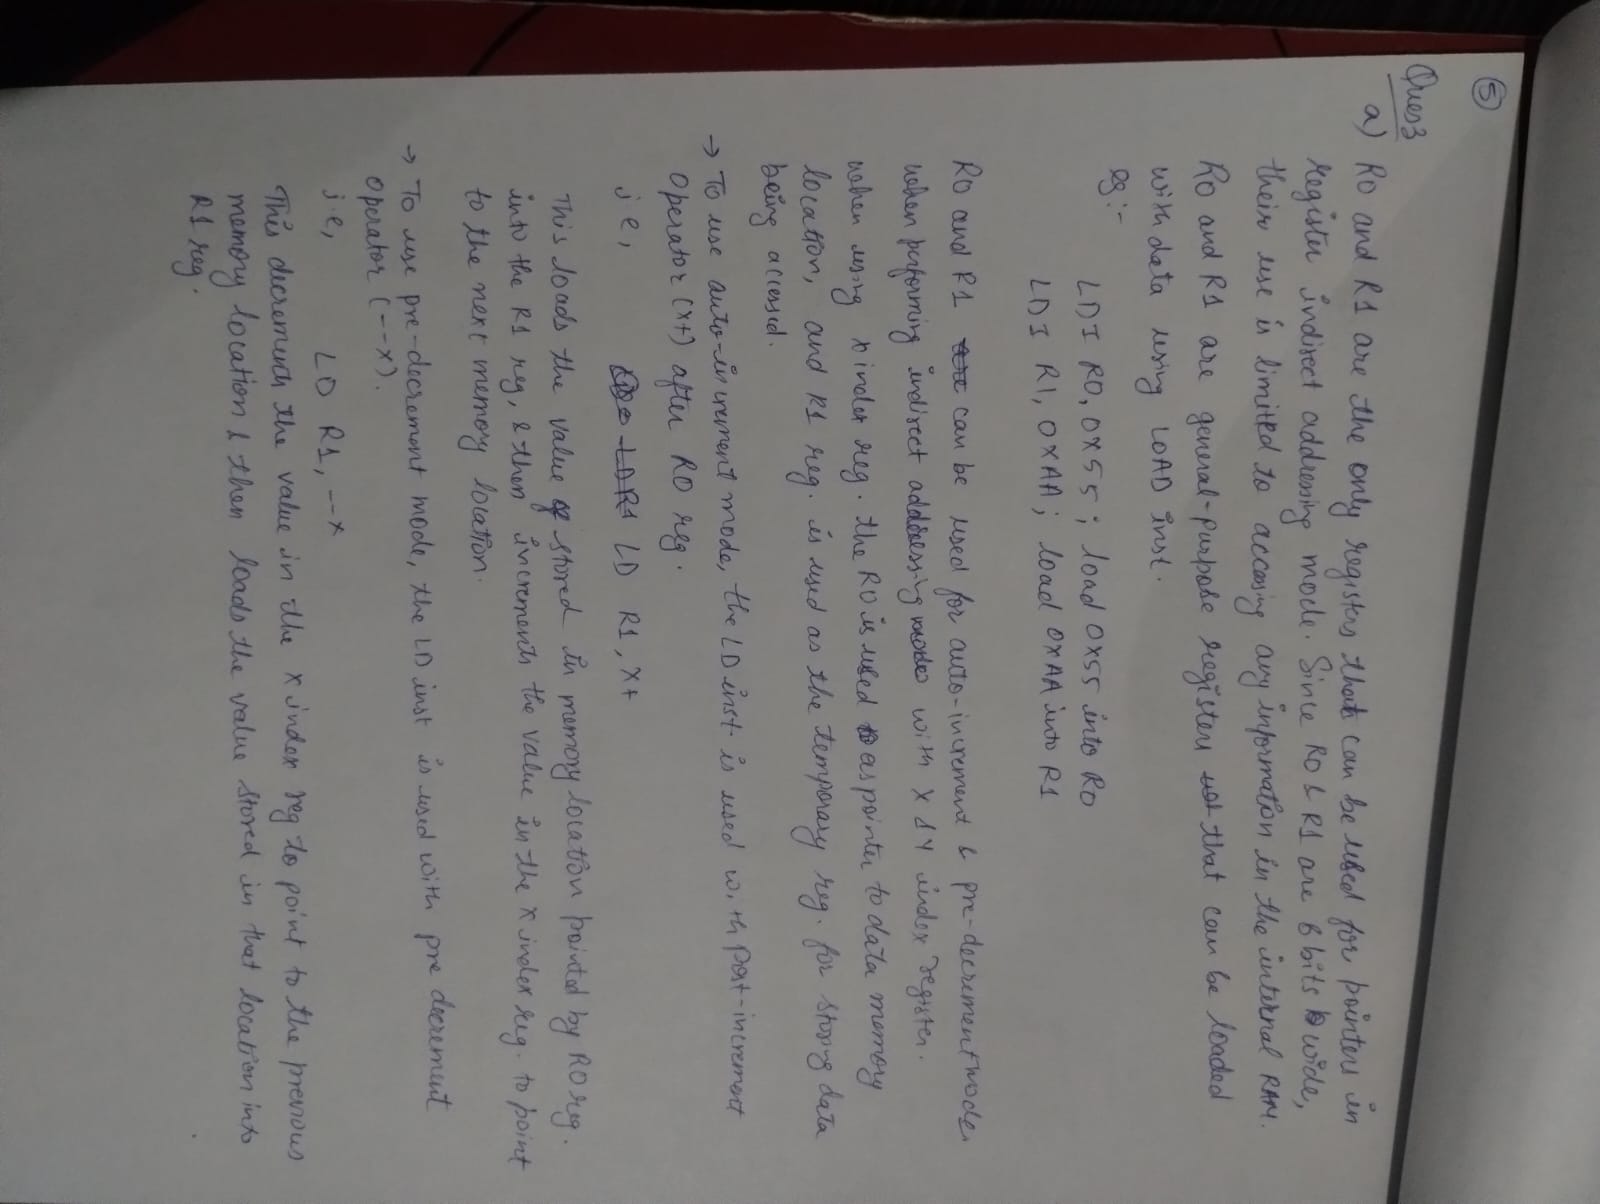 5
Ques 3
a) R0 and R1 are the only registers that can be used for pointers in
register indirect addressing mode. Since R0 & R1 are 8 bits wide,
their use is limited to accosing any information in the internal RAM.
R0 and R1 are general-purpose registers that can be loaded
with data using LOAD inst.
eg:-
LDI R0, 0X55; load 0X55 into R0
LDI R1, 0XAA; load 0XAA into R1
R0 and R1 can be used for auto-increment & pre-decrement mode
when performing indirect addressing modes with X & Y index register.
when using X index reg. the R0 is used as pointer to data memory
location, and R1 reg. is used as the temporary reg. for storing data
being accessed.
→ To use auto-increment mode, the LD inst is used with post-increment
operator (X+) after R0 reg.
i.e, LD R1, X+
This loads the value stored in memory location pointed by R0 reg.
into the R1 reg, & then increments the value in the X index reg. to point
to the next memory location.
→ To use pre-decrement mode, the LD inst is used with pre decrement
operator (--X).
i.e, LD R1, --X
This decrements the value in the X index reg to point to the previous
memory location & then loads the value stored in that location into
R1 reg.